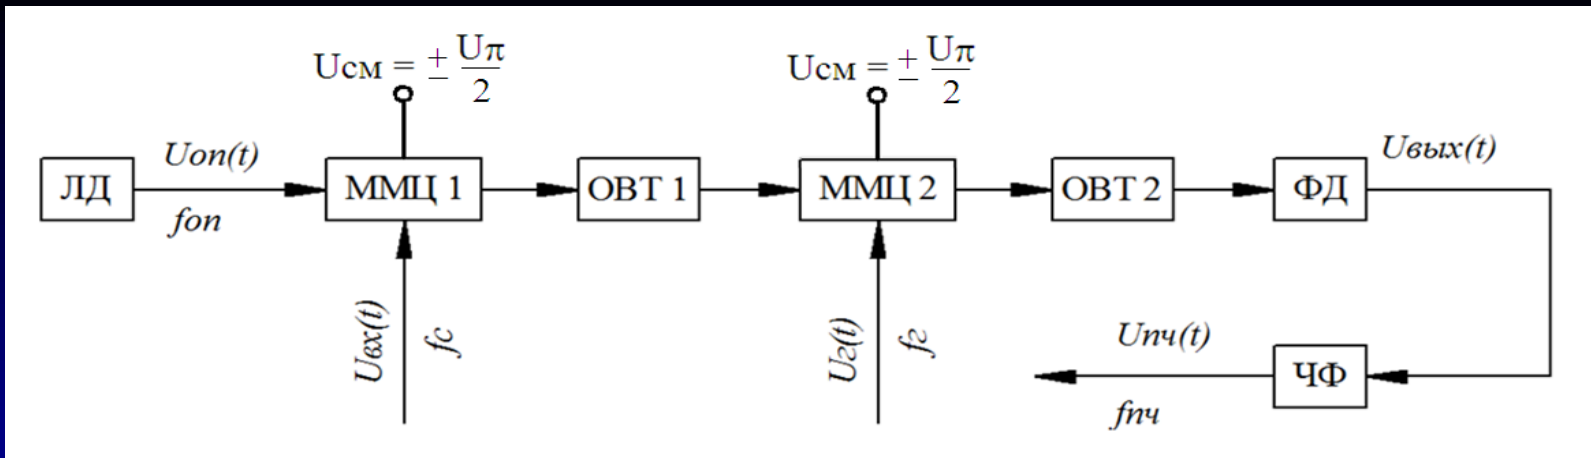 Uсм = ± Uπ/2
Uсм = ± Uπ/2
ЛД
Uоп(t)
fоп
ММЦ 1
ОВТ 1
ММЦ 2
ОВТ 2
ФД
Uвых(t)
Uвх(t)
fс
Uг(t)
fг
Uпч(t)
fпч
ЧФ